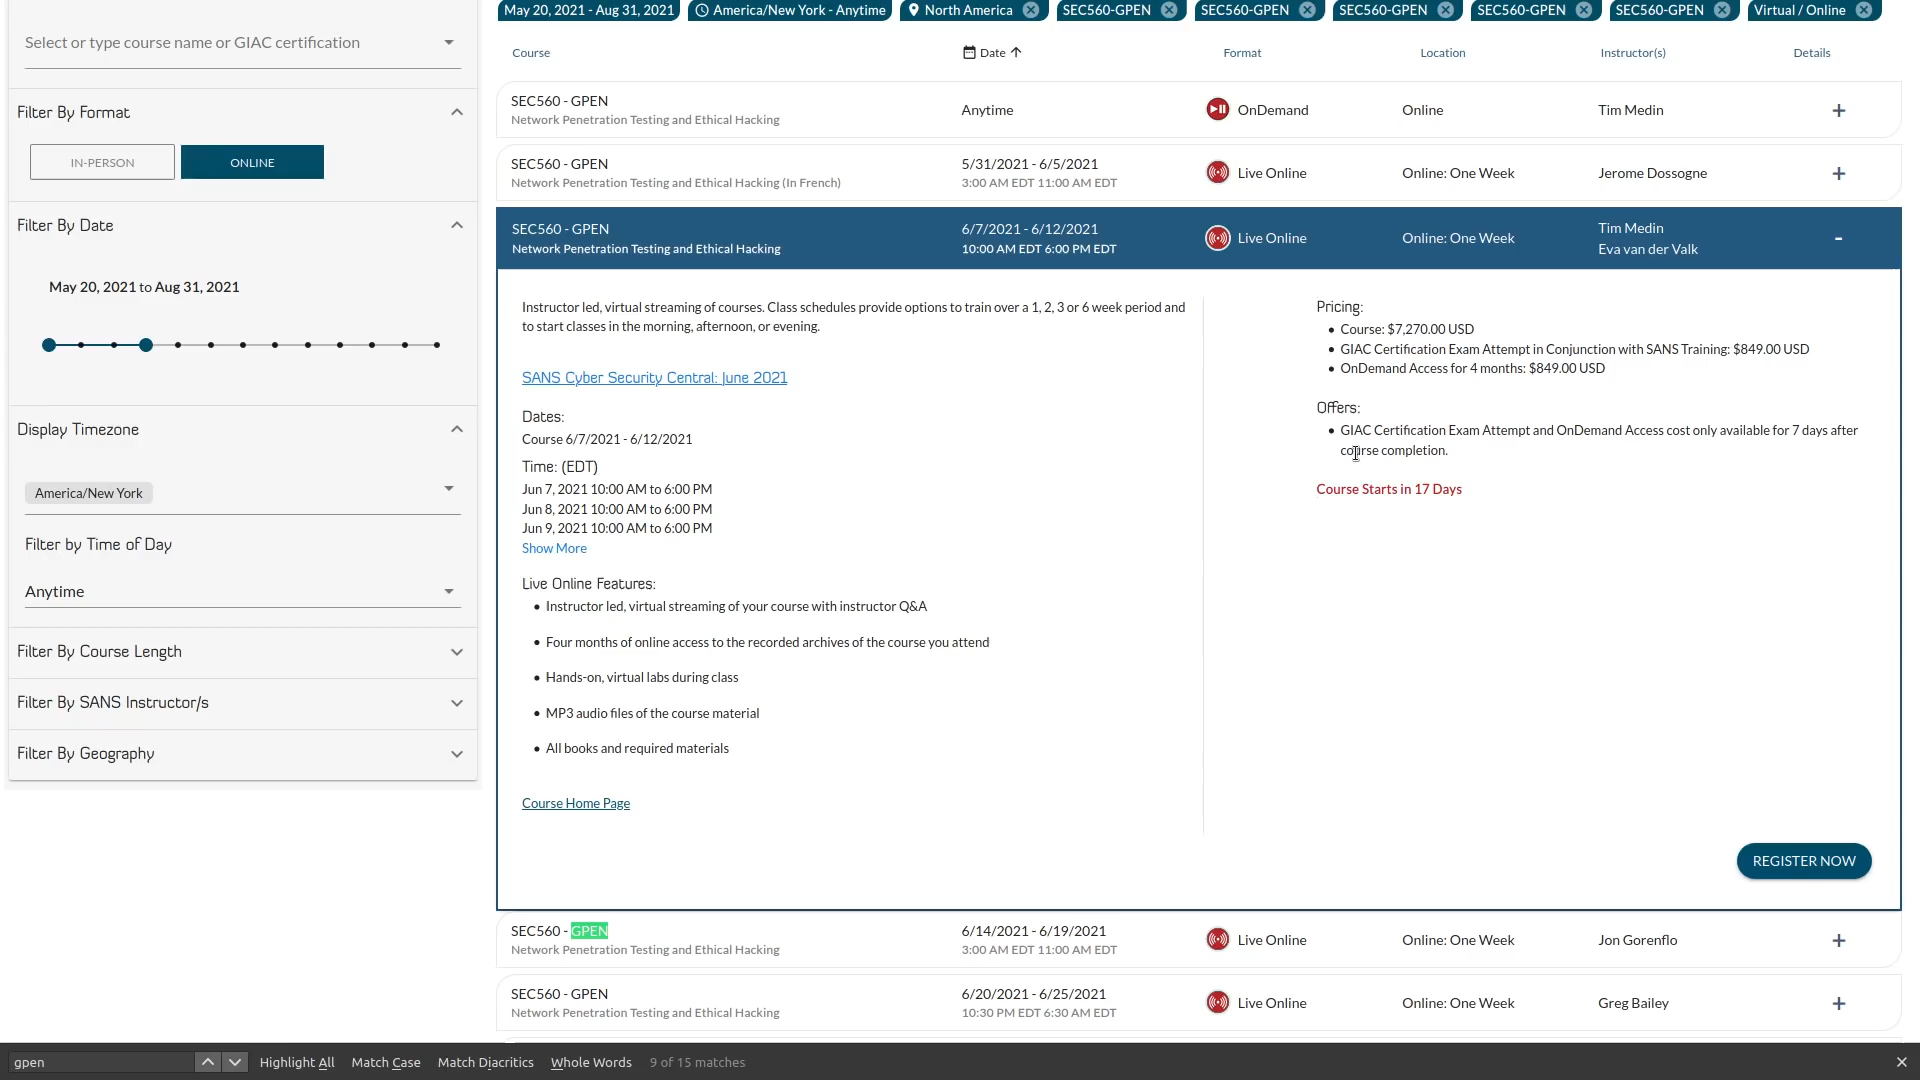 May 20, 2021 - Aug 31, 2021
America/New York - Anytime
North America
SEC560-GPEN
SEC560-GPEN
SEC560-GPEN
SEC560-GPEN
SEC560-GPEN
Virtual / Online
Select or type course name or GIAC certification
Filter By Format
IN-PERSON
ONLINE
Filter By Date
May 20, 2021 to Aug 31, 2021
Display Timezone
America/New York
Filter by Time of Day
Anytime
Filter By Course Length
Filter By SANS Instructor/s
Filter By Geography
Course
Date
Format
Location
Instructor(s)
Details
SEC560 - GPEN
Network Penetration Testing and Ethical Hacking
Anytime
OnDemand
Online
Tim Medin
+
SEC560 - GPEN
Network Penetration Testing and Ethical Hacking (In French)
5/31/2021 - 6/5/2021
3:00 AM EDT 11:00 AM EDT
Live Online
Online: One Week
Jerome Dossogne
+
SEC560 - GPEN
Network Penetration Testing and Ethical Hacking
6/7/2021 - 6/12/2021
10:00 AM EDT 6:00 PM EDT
Live Online
Online: One Week
Tim Medin
Eva van der Valk
-
Instructor led, virtual streaming of courses. Class schedules provide options to train over a 1, 2, 3 or 6 week period and
to start classes in the morning, afternoon, or evening.
SANS Cyber Security Central: June 2021
Dates:
Course 6/7/2021 - 6/12/2021
Time: (EDT)
Jun 7, 2021 10:00 AM to 6:00 PM
Jun 8, 2021 10:00 AM to 6:00 PM
Jun 9, 2021 10:00 AM to 6:00 PM
Show More
Live Online Features:
• Instructor led, virtual streaming of your course with instructor Q&A
• Four months of online access to the recorded archives of the course you attend
• Hands-on, virtual labs during class
• MP3 audio files of the course material
• All books and required materials
Course Home Page
Pricing:
• Course: $7,270.00 USD
• GIAC Certification Exam Attempt in Conjunction with SANS Training: $849.00 USD
• OnDemand Access for 4 months: $849.00 USD
Offers:
• GIAC Certification Exam Attempt and OnDemand Access cost only available for 7 days after
course completion.
Course Starts in 17 Days
REGISTER NOW
SEC560 - GPEN
Network Penetration Testing and Ethical Hacking
6/14/2021 - 6/19/2021
3:00 AM EDT 11:00 AM EDT
Live Online
Online: One Week
Jon Gorenflo
+
SEC560 - GPEN
Network Penetration Testing and Ethical Hacking
6/20/2021 - 6/25/2021
10:30 PM EDT 6:30 AM EDT
Live Online
Online: One Week
Greg Bailey
+
gpen
Highlight All
Match Case
Match Diacritics
Whole Words
9 of 15 matches